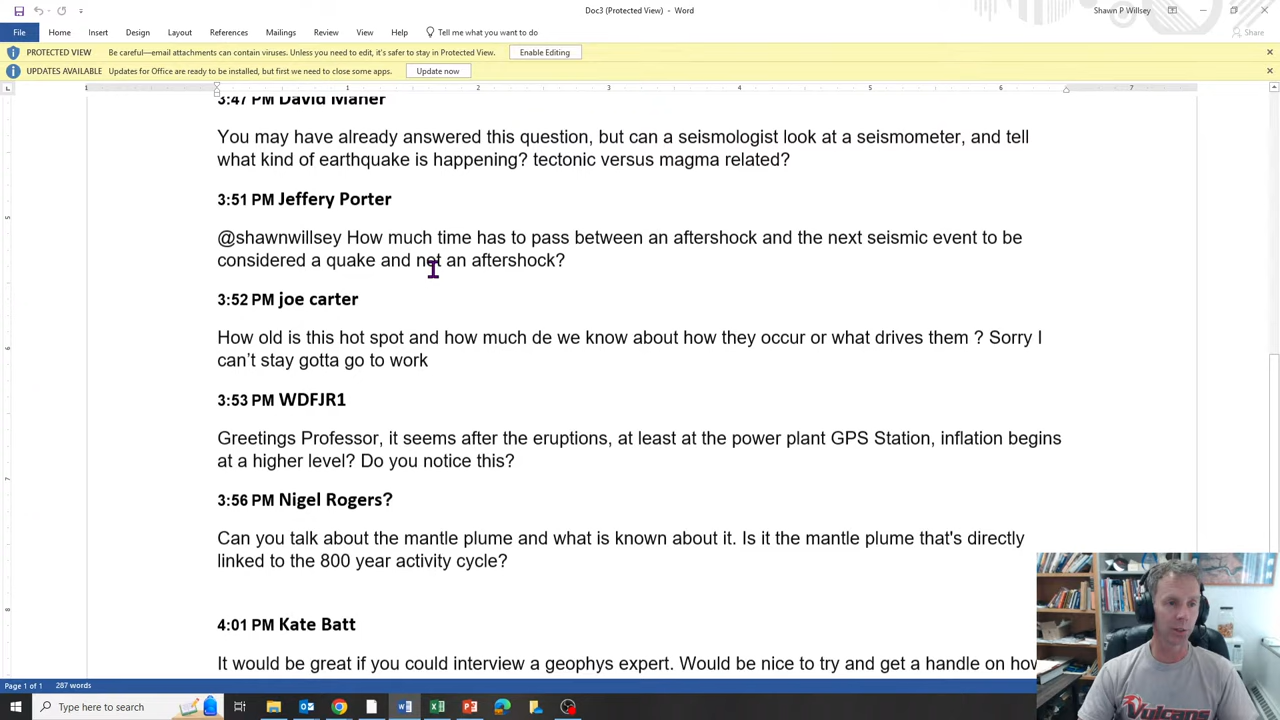 Doc3 (Protected View) - Word
Shawn P Willsey
File Home Insert Design Layout References Mailings Review View Help Tell me what you want to do Share
PROTECTED VIEW Be careful—email attachments can contain viruses. Unless you need to edit, it's safer to stay in Protected View. Enable Editing
UPDATES AVAILABLE Updates for Office are ready to be installed, but first we need to close some apps. Update now
1 1 2 3 4 5 6 7
3:47 PM David Maher
You may have already answered this question, but can a seismologist look at a seismometer, and tell
what kind of earthquake is happening? tectonic versus magma related?
3:51 PM Jeffery Porter
@shawnwillsey How much time has to pass between an aftershock and the next seismic event to be
considered a quake and not an aftershock?
3:52 PM joe carter
How old is this hot spot and how much de we know about how they occur or what drives them ? Sorry I
can't stay gotta go to work
3:53 PM WDFJR1
Greetings Professor, it seems after the eruptions, at least at the power plant GPS Station, inflation begins
at a higher level? Do you notice this?
3:56 PM Nigel Rogers?
Can you talk about the mantle plume and what is known about it. Is it the mantle plume that's directly
linked to the 800 year activity cycle?
4:01 PM Kate Batt
It would be great if you could interview a geophys expert. Would be nice to try and get a handle on how
Page 1 of 1 287 words
Type here to search
Vulcans